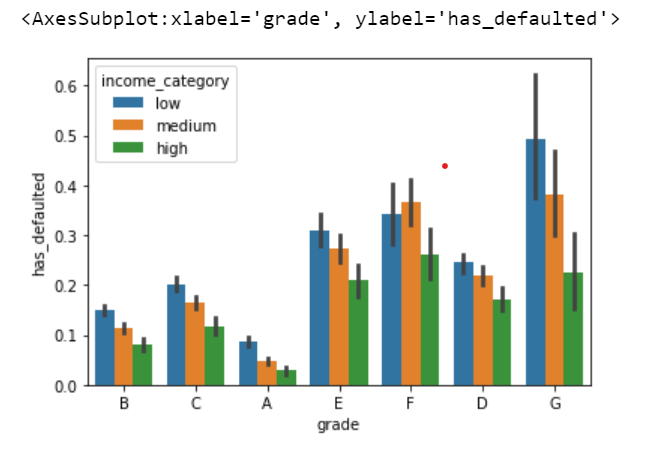 <AxesSubplot:xlabel='grade', ylabel='has_defaulted'>
income_category
low
medium
high
0.6
0.5
0.4
0.3
0.2
0.1
0.0
has_defaulted
B C A E F D G
grade